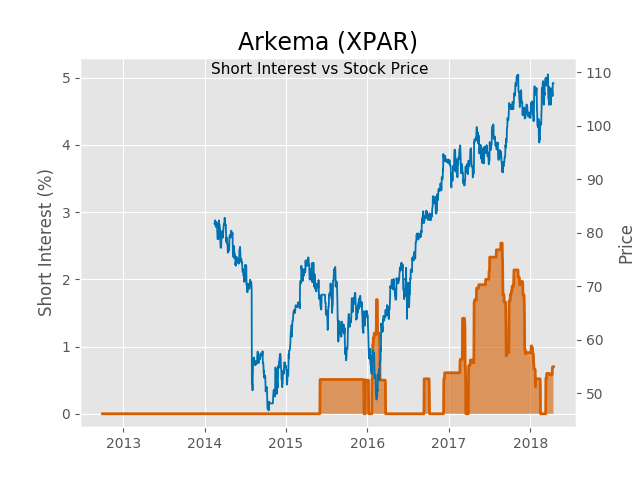 Arkema (XPAR)
Short Interest vs Stock Price
Short Interest (%)
5
4
3
2
1
0
110
100
90
80
70
60
50
Price
2013 2014 2015 2016 2017 2018